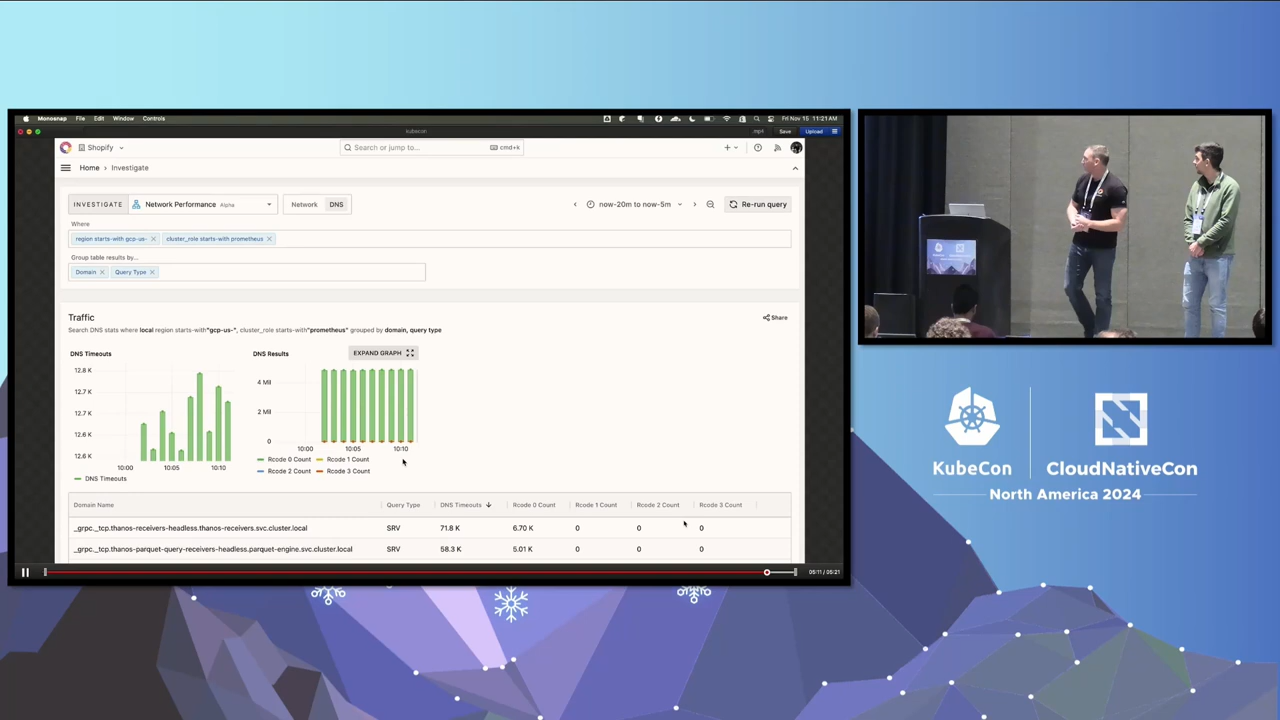 Monosnap File Edit Window Controls
Fri Nov 15 11:21AM
kubecon
.mp4 Save Upload
Shopify
Search or jump to...
cmd+k
Home > Investigate
INVESTIGATE Network Performance Alpha
Network DNS
now-20m to now-5m
Re-run query
Where
region starts-with gcp-us-
cluster_role starts-with prometheus
Group table results by...
Domain
Query Type
Traffic
Share
Search DNS stats where local region starts-with"gcp-us-", cluster_role starts-with"prometheus" grouped by domain, query type
DNS Timeouts
12.8 K
12.7 K
12.7 K
12.6 K
12.6 K
10:00 10:05 10:10
DNS Timeouts
DNS Results
EXPAND GRAPH
4 Mil
2 Mil
0
10:00 10:05 10:10
Rcode 0 Count Rcode 1 Count
Rcode 2 Count Rcode 3 Count
Domain Name Query Type DNS Timeouts Rcode 0 Count Rcode 1 Count Rcode 2 Count Rcode 3 Count
_grpc._tcp.thanos-receivers-headless.thanos-receivers.svc.cluster.local SRV 71.8 K 6.70 K 0 0 0
_grpc._tcp.thanos-parquet-query-receivers-headless.parquet-engine.svc.cluster.local SRV 58.3 K 5.01 K 0 0 0
05:11 / 05:21
KubeCon
CloudNativeCon
North America 2024